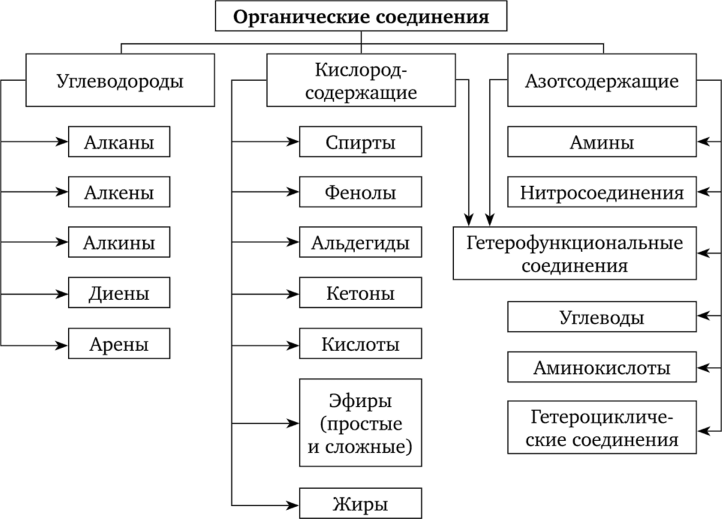 Органические соединения
Углеводороды
Алканы
Алкены
Алкины
Диены
Арены
Кислород-
содержащие
Спирты
Фенолы
Альдегиды
Кетоны
Кислоты
Эфиры
(простые
и сложные)
Жиры
Азотсодержащие
Амины
Нитросоединения
Гетерофункциональные
соединения
Углеводы
Аминокислоты
Гетероцикличе-
ские соединения